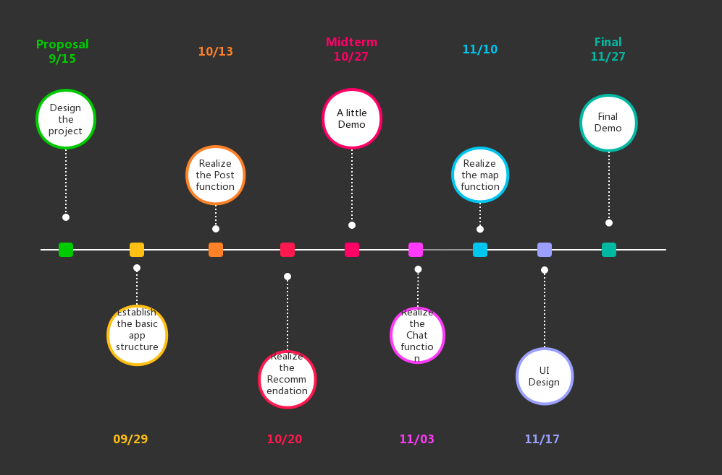 Proposal
9/15
10/13
Midterm
10/27
11/10
Final
11/27
Design
the
project
Realize
the Post
function
A little
Demo
Realize
the map
function
Final
Demo
Establish
the basic
app
structure
Realize
the
Recomm
endation
Realize
the
Chat
functio
n
UI
Design
09/29
10/20
11/03
11/17